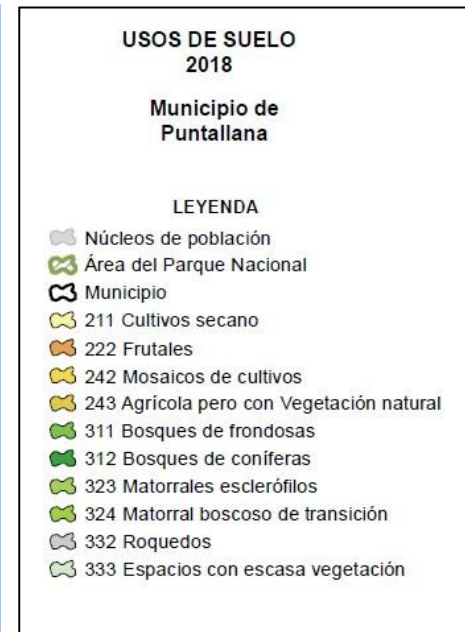 USOS DE SUELO
2018
Municipio de
Puntallana
LEYENDA
Núcleos de población
Área del Parque Nacional
Municipio
211 Cultivos secano
222 Frutales
242 Mosaicos de cultivos
243 Agrícola pero con Vegetación natural
311 Bosques de frondosas
312 Bosques de coníferas
323 Matorrales esclerófilos
324 Matorral boscoso de transición
332 Roquedos
333 Espacios con escasa vegetación